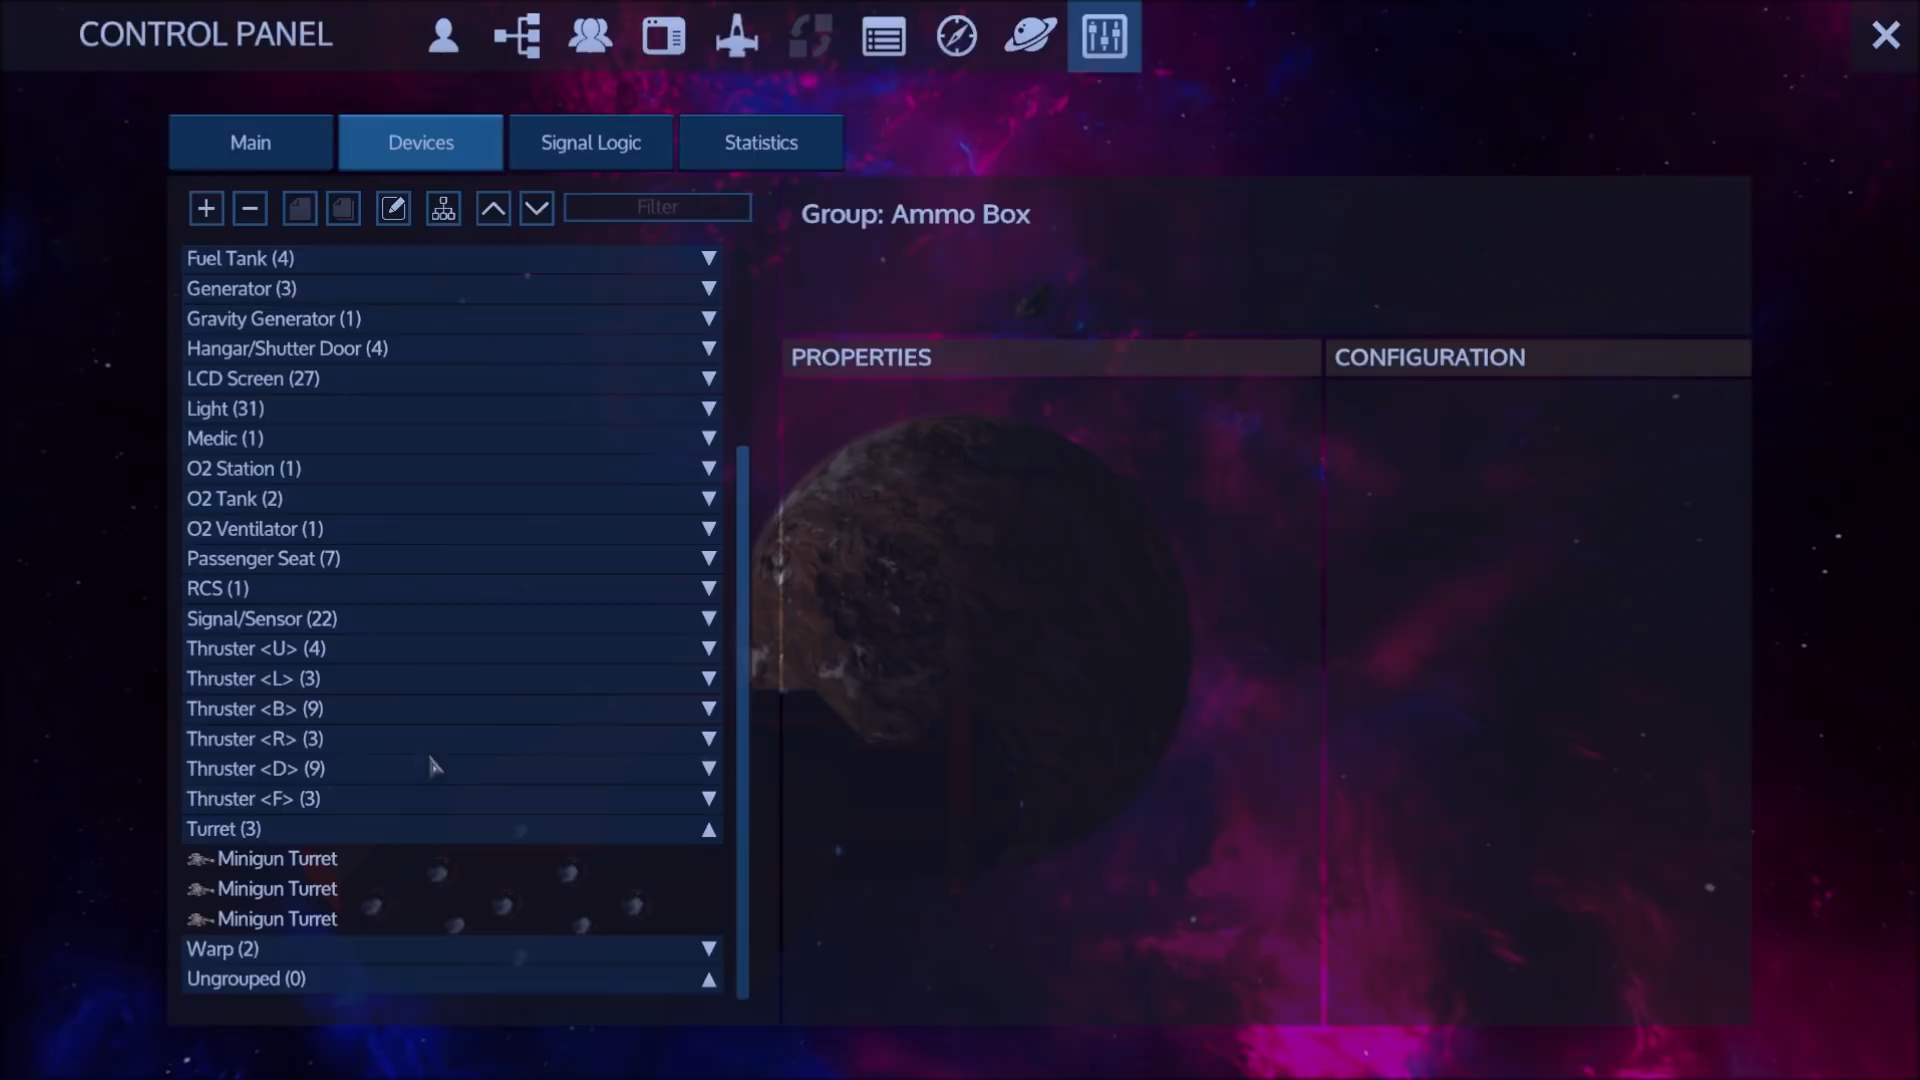 CONTROL PANEL
Main
Devices
Signal Logic
Statistics
Filter
Group: Ammo Box
Fuel Tank (4)
Generator (3)
Gravity Generator (1)
Hangar/Shutter Door (4)
LCD Screen (27)
Light (31)
Medic (1)
O2 Station (1)
O2 Tank (2)
O2 Ventilator (1)
Passenger Seat (7)
RCS (1)
Signal/Sensor (22)
Thruster <U> (4)
Thruster <L> (3)
Thruster <B> (9)
Thruster <R> (3)
Thruster <D> (9)
Thruster <F> (3)
Turret (3)
Minigun Turret
Minigun Turret
Minigun Turret
Warp (2)
Ungrouped (0)
PROPERTIES
CONFIGURATION